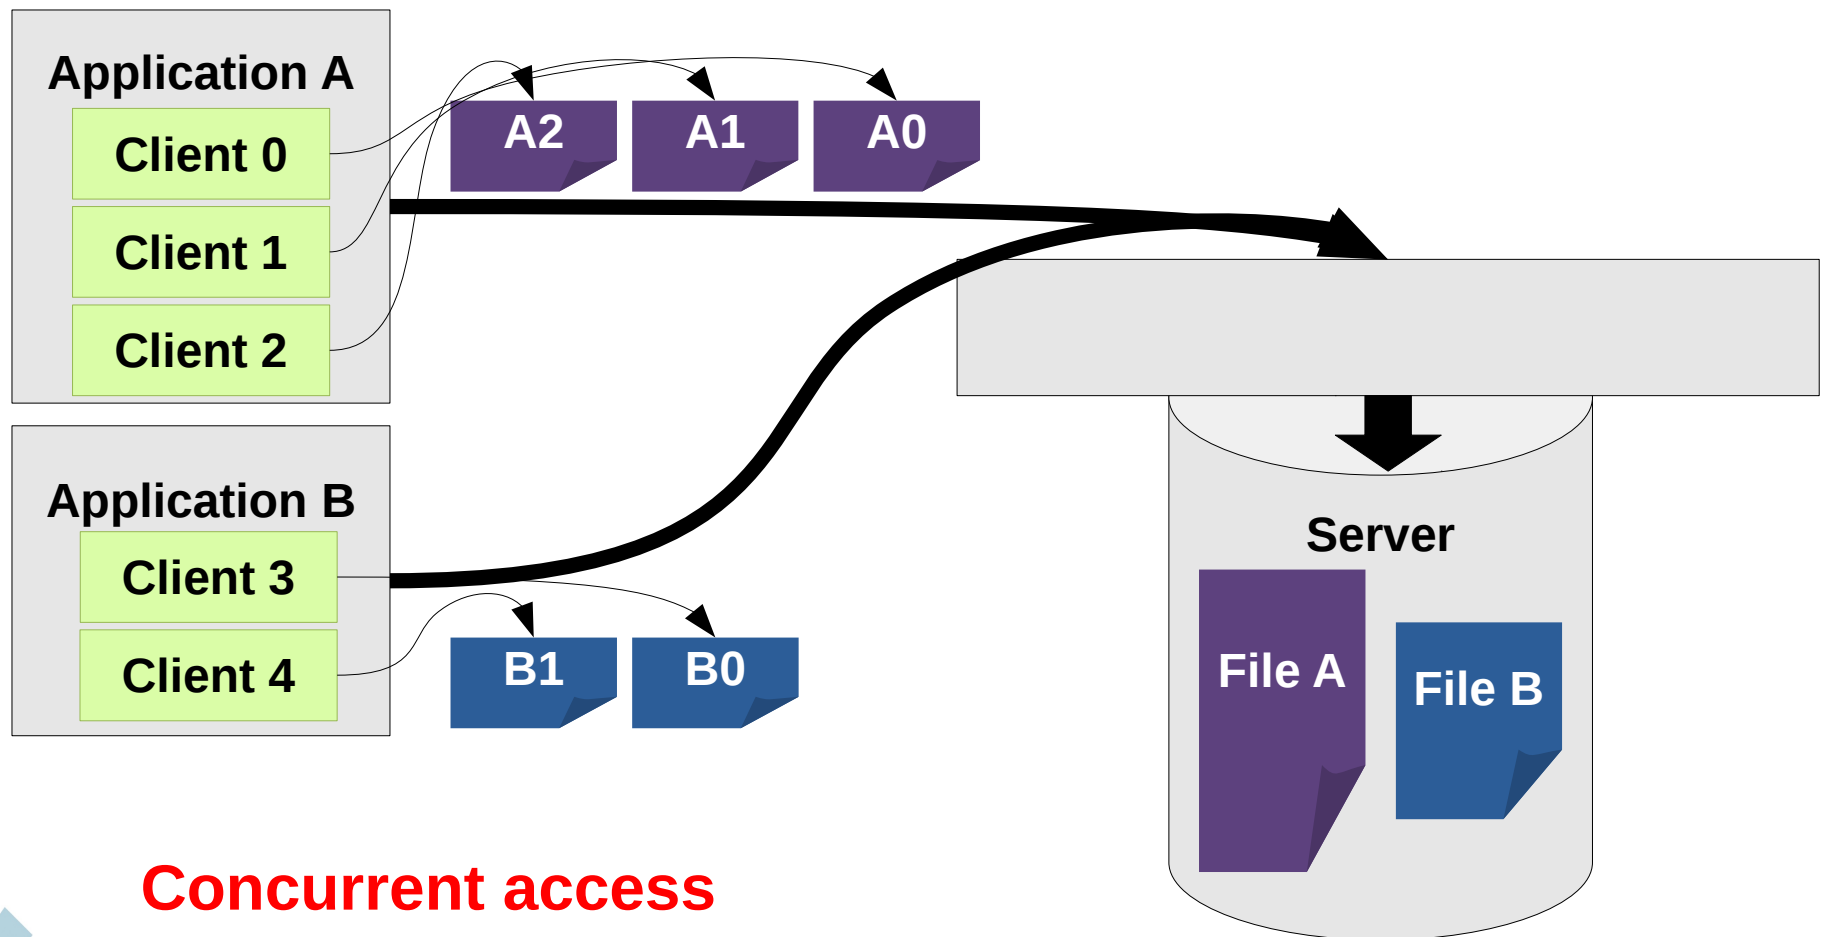 Application A
Client 0
Client 1
Client 2
A2
A1
A0
Application B
Client 3
Client 4
B1
B0
Server
File A
File B
Concurrent access